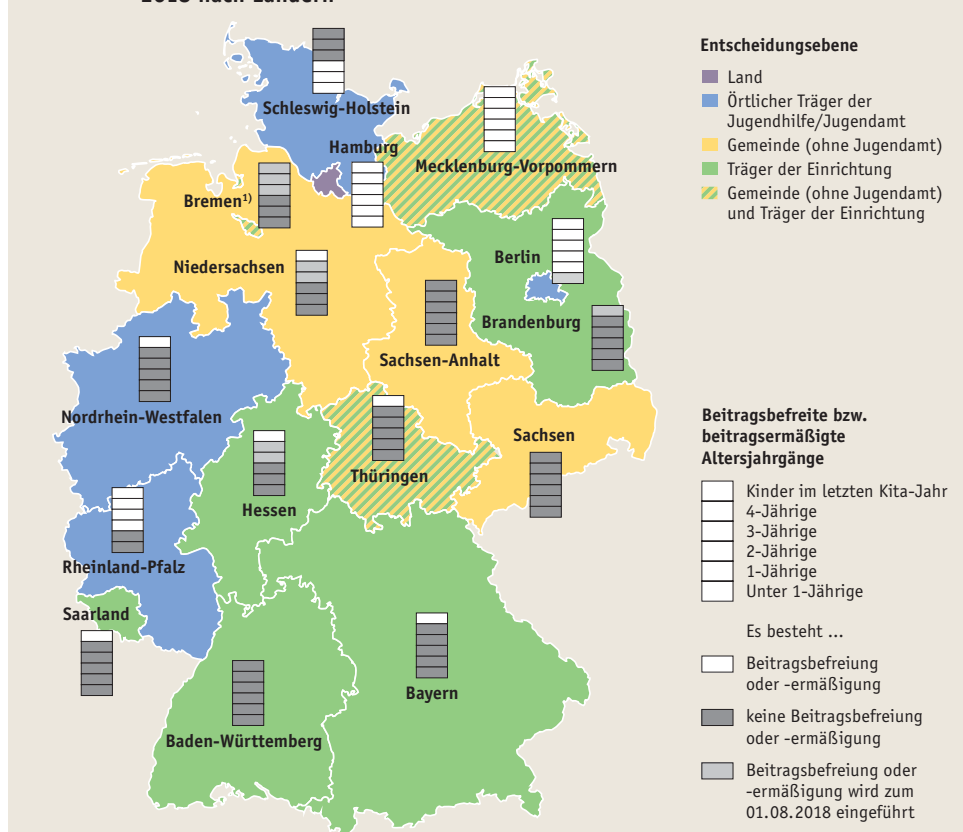 2018 nach Ländern
Schleswig-Holstein
Hamburg
Mecklenburg-Vorpommern
Bremen¹⁾
Niedersachsen
Berlin
Brandenburg
Sachsen-Anhalt
Nordrhein-Westfalen
Sachsen
Thüringen
Hessen
Rheinland-Pfalz
Saarland
Bayern
Baden-Württemberg
Entscheidungsebene
Land
Örtlicher Träger der
Jugendhilfe/Jugendamt
Gemeinde (ohne Jugendamt)
Träger der Einrichtung
Gemeinde (ohne Jugendamt)
und Träger der Einrichtung
Beitragsbefreite bzw.
beitragsermäßigte
Altersjahrgänge
Kinder im letzten Kita-Jahr
4-Jährige
3-Jährige
2-Jährige
1-Jährige
Unter 1-Jährige
Es besteht ...
Beitragsbefreiung
oder -ermäßigung
keine Beitragsbefreiung
oder -ermäßigung
Beitragsbefreiung oder
-ermäßigung wird zum
01.08.2018 eingeführt